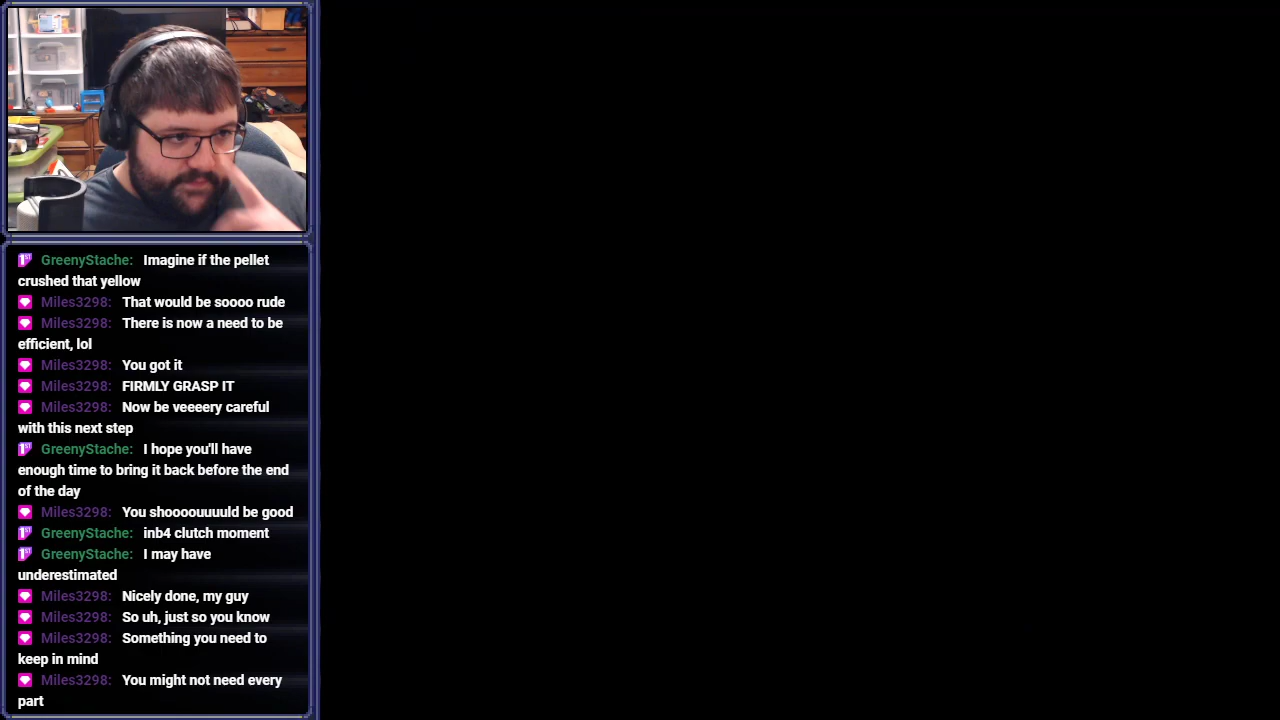 GreenyStache: Imagine if the pellet
crushed that yellow
Miles3298: That would be soooo rude
Miles3298: There is now a need to be
efficient, lol
Miles3298: You got it
Miles3298: FIRMLY GRASP IT
Miles3298: Now be veeeery careful
with this next step
GreenyStache: I hope you'll have
enough time to bring it back before the end
of the day
Miles3298: You shoooouuuuld be good
GreenyStache: inb4 clutch moment
GreenyStache: I may have
underestimated
Miles3298: Nicely done, my guy
Miles3298: So uh, just so you know
Miles3298: Something you need to
keep in mind
Miles3298: You might not need every
part